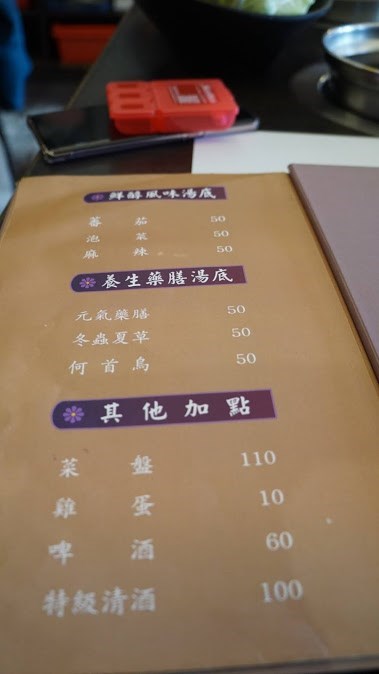 鮮醇風味湯底
蕃茄 50
泡菜 50
麻辣 50
養生藥膳湯底
元氣藥膳 50
冬蟲夏草 50
何首烏 50
其他加點
菜盤 110
雞蛋 10
啤酒 60
特級清酒 100